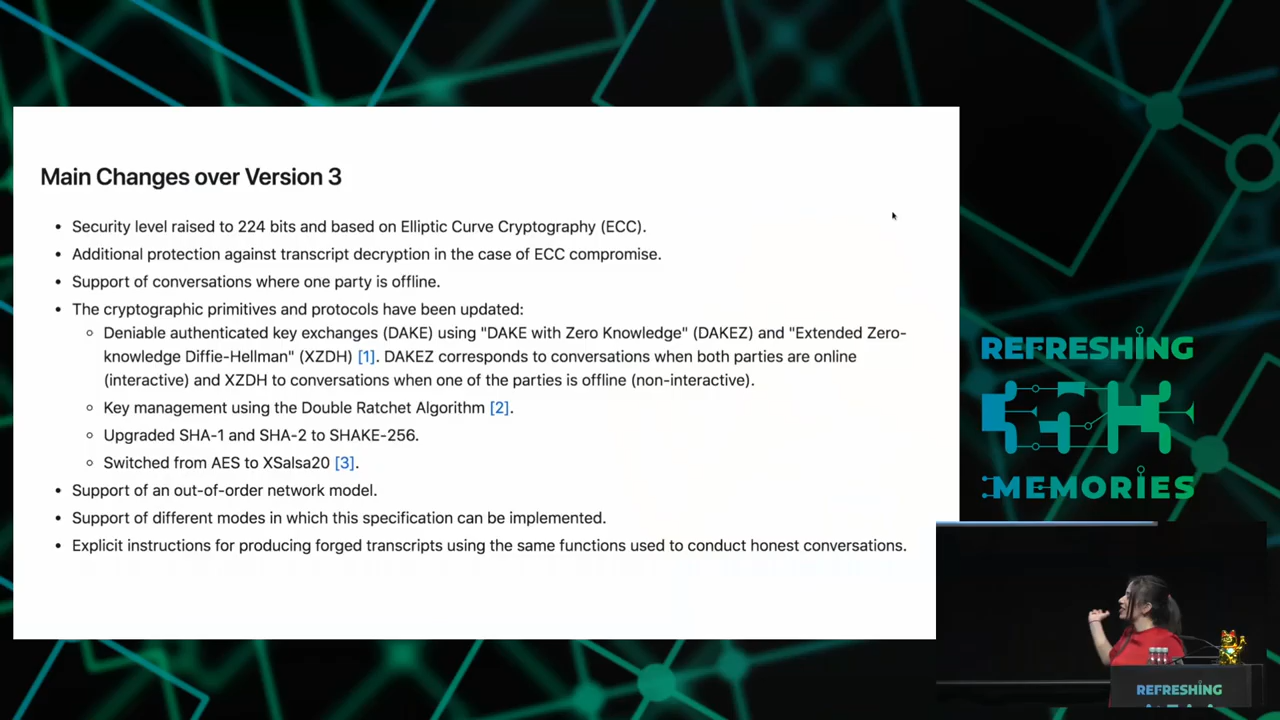 Main Changes over Version 3
• Security level raised to 224 bits and based on Elliptic Curve Cryptography (ECC).
• Additional protection against transcript decryption in the case of ECC compromise.
• Support of conversations where one party is offline.
• The cryptographic primitives and protocols have been updated:
◦ Deniable authenticated key exchanges (DAKE) using "DAKE with Zero Knowledge" (DAKEZ) and "Extended Zero-
knowledge Diffie-Hellman" (XZDH) [1]. DAKEZ corresponds to conversations when both parties are online
(interactive) and XZDH to conversations when one of the parties is offline (non-interactive).
◦ Key management using the Double Ratchet Algorithm [2].
◦ Upgraded SHA-1 and SHA-2 to SHAKE-256.
◦ Switched from AES to XSalsa20 [3].
• Support of an out-of-order network model.
• Support of different modes in which this specification can be implemented.
• Explicit instructions for producing forged transcripts using the same functions used to conduct honest conversations.
REFRESHING
MEMORIES
REFRESHING